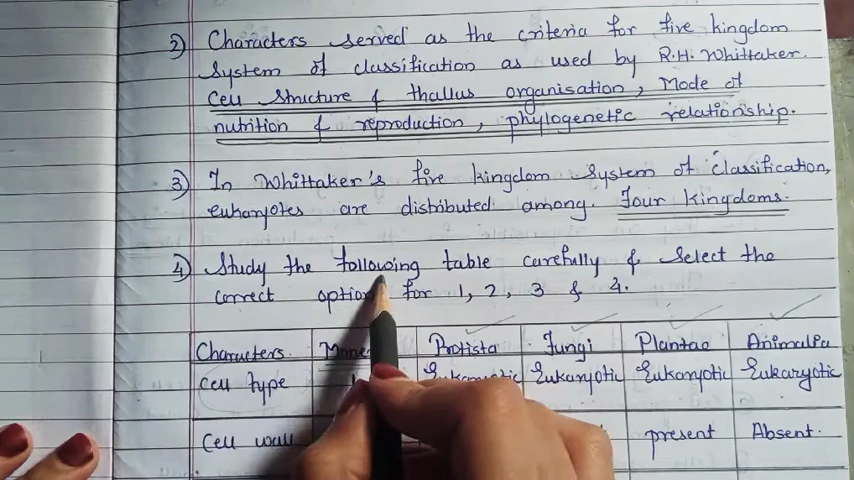 2) Characters served as the criteria for five kingdom
System of classification as used by R.H. Whittaker.
Cell Structure & thallus organisation, Mode of
nutrition & reproduction, phylogenetic relationship.
3) In Whittaker's five kingdom System of classification,
eukaryotes are distributed among. Four kingdoms.
4) Study the following table carefully & Select the
correct option for 1, 2, 3 & 4.
Characters. Protista Fungi Plantae Animalia
Cell type Eukaryotic Eukaryotic Eukaryotic Eukaryotic
Cell wall present Absent.